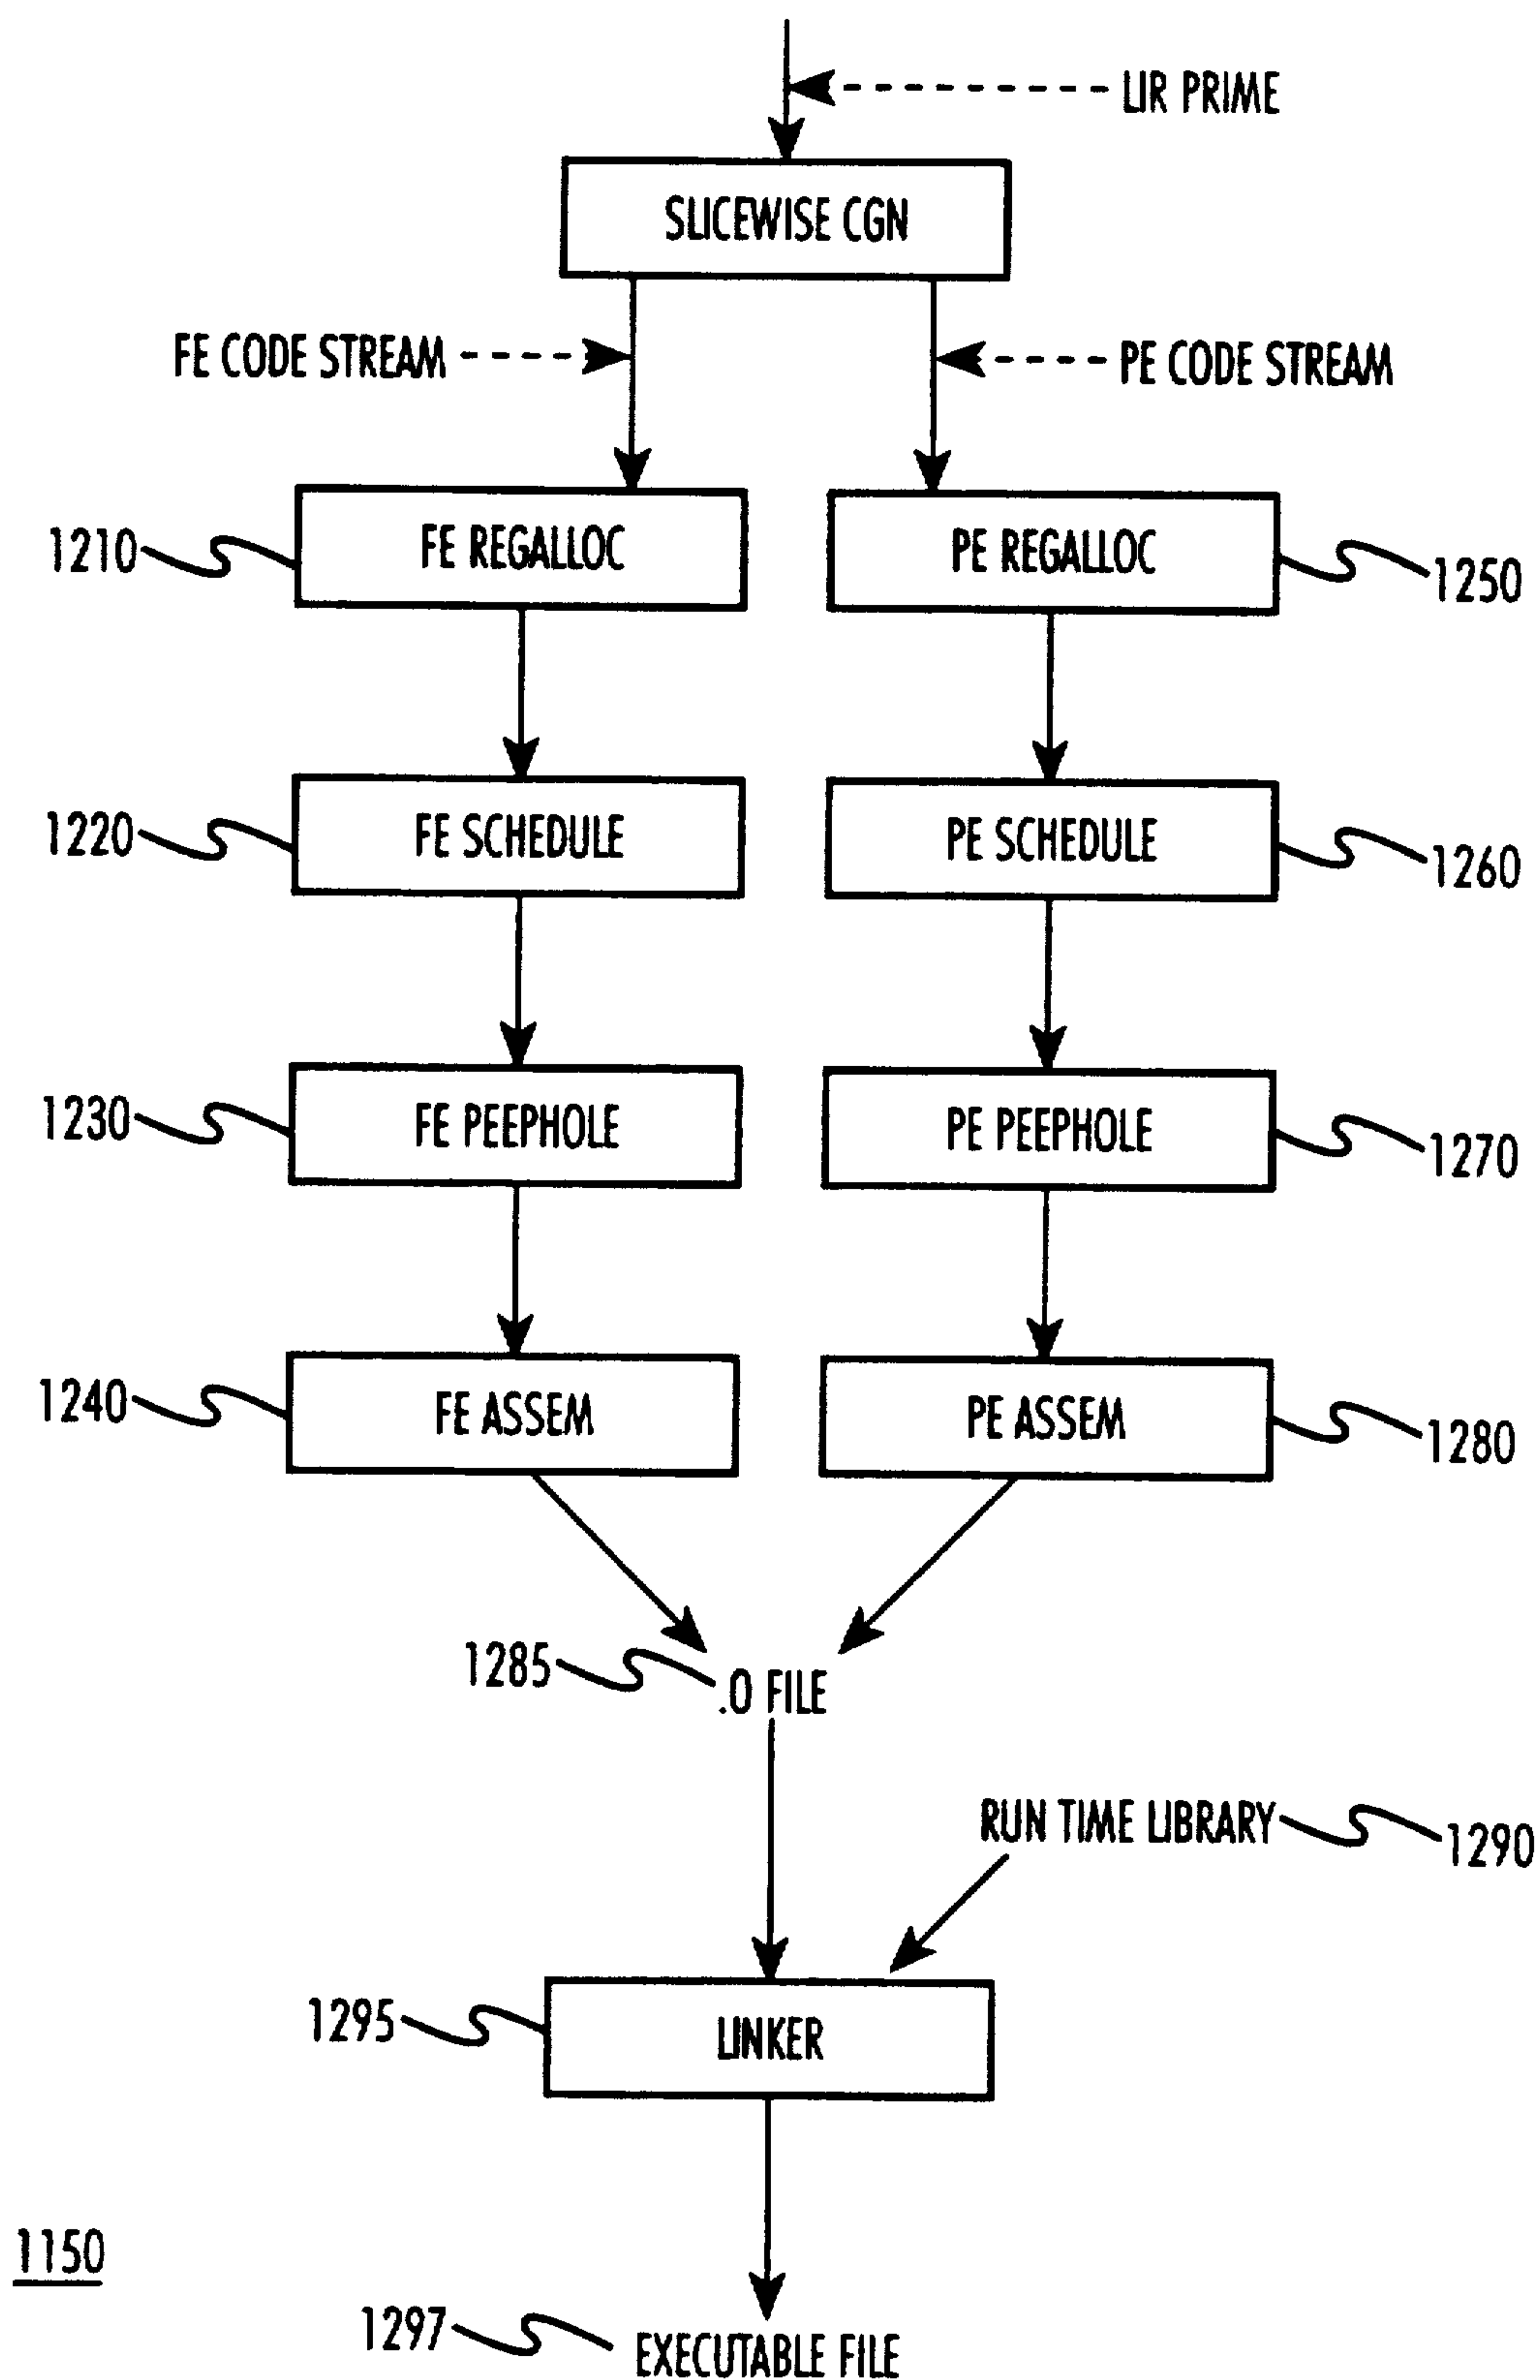 LIR PRIME
SLICEWISE CGN
FE CODE STREAM
PE CODE STREAM
1210
FE REGALLOC
PE REGALLOC
1250
1220
FE SCHEDULE
PE SCHEDULE
1260
1230
FE PEEPHOLE
PE PEEPHOLE
1270
1240
FE ASSEM
PE ASSEM
1280
1285
.O FILE
RUN TIME LIBRARY
1290
1295
LINKER
1150
1297
EXECUTABLE FILE